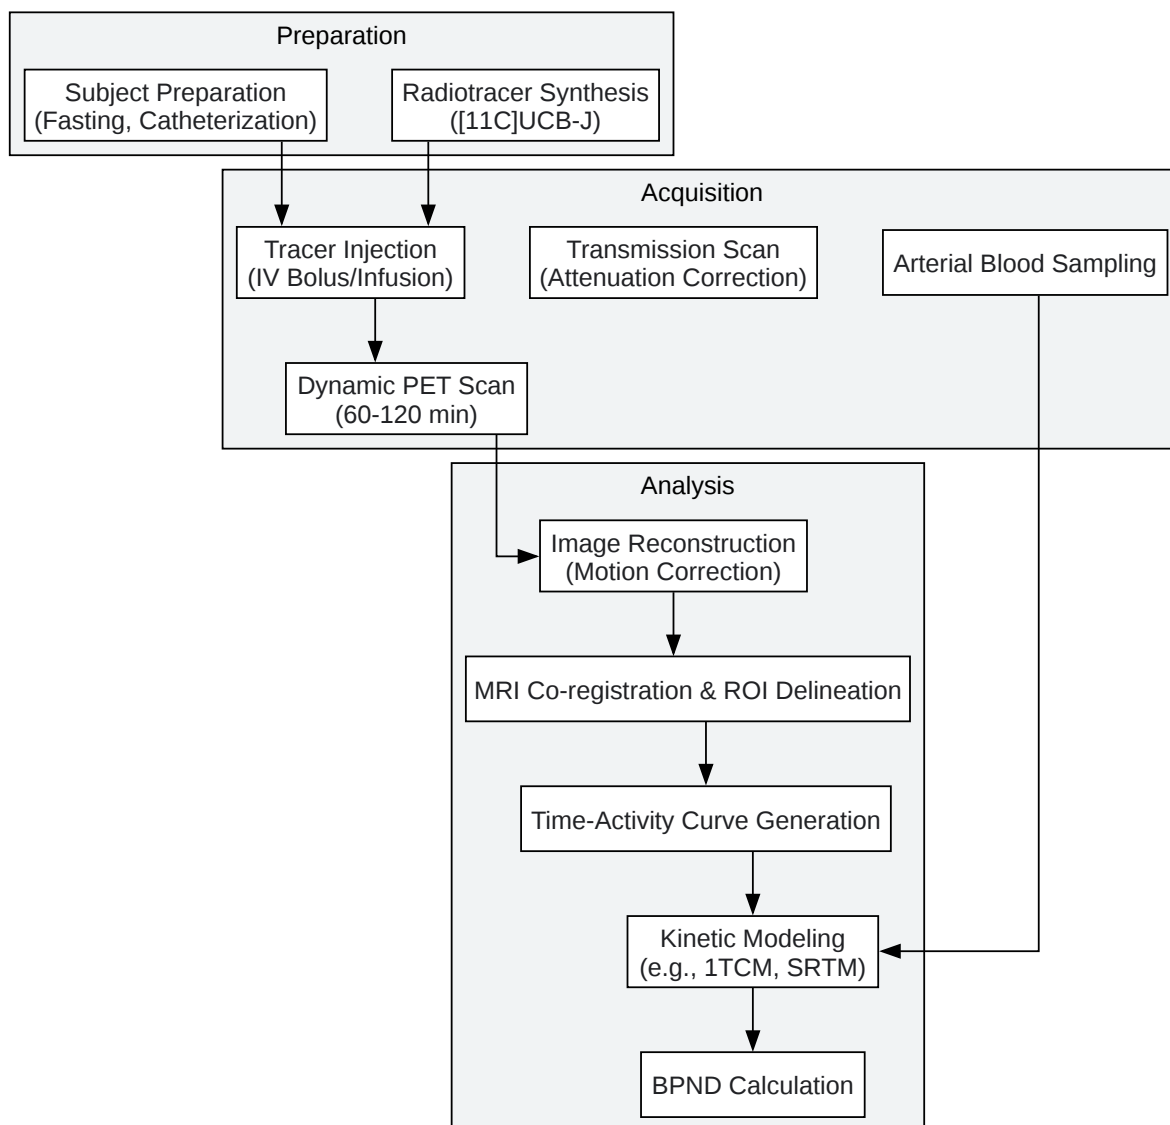 Preparation
Subject Preparation
(Fasting, Catheterization)
Radiotracer Synthesis
([11C]UCB-J)
Acquisition
Tracer Injection
(IV Bolus/Infusion)
Transmission Scan
(Attenuation Correction)
Arterial Blood Sampling
Dynamic PET Scan
(60-120 min)
Analysis
Image Reconstruction
(Motion Correction)
MRI Co-registration & ROI Delineation
Time-Activity Curve Generation
Kinetic Modeling
(e.g., 1TCM, SRTM)
BPND Calculation